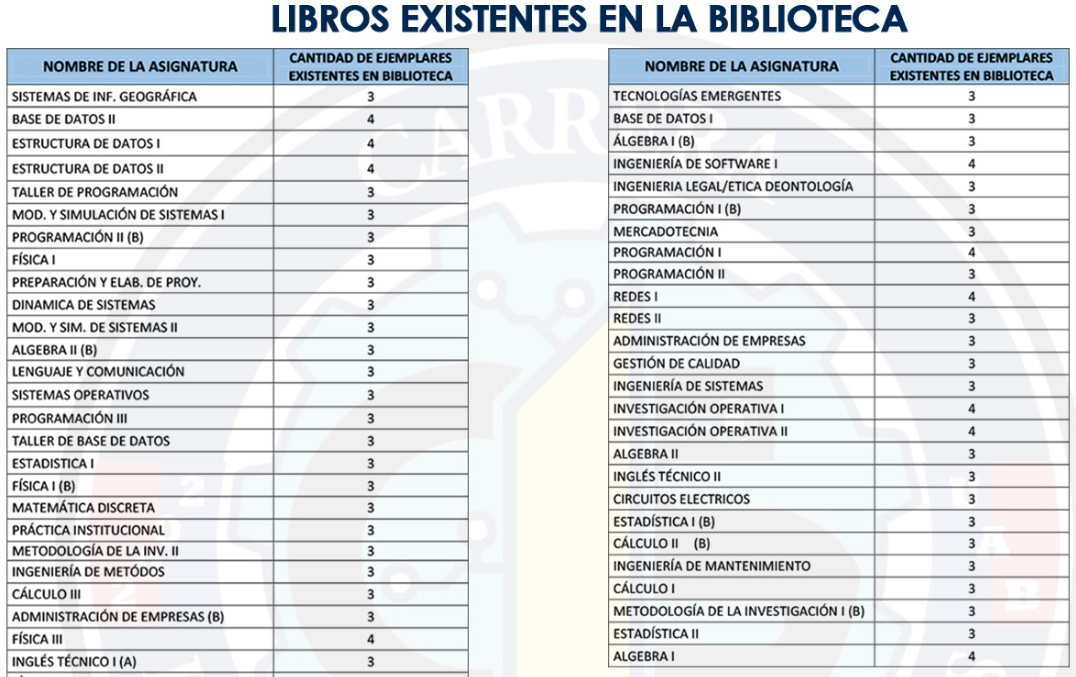 LIBROS EXISTENTES EN LA BIBLIOTECA
NOMBRE DE LA ASIGNATURA
CANTIDAD DE EJEMPLARES
EXISTENTES EN BIBLIOTECA
SISTEMAS DE INF. GEOGRÁFICA 3
BASE DE DATOS II 4
ESTRUCTURA DE DATOS I 4
ESTRUCTURA DE DATOS II 4
TALLER DE PROGRAMACIÓN 3
MOD. Y SIMULACIÓN DE SISTEMAS I 3
PROGRAMACIÓN II (B) 3
FÍSICA I 3
PREPARACIÓN Y ELAB. DE PROY. 3
DINAMICA DE SISTEMAS 3
MOD. Y SIM. DE SISTEMAS II 3
ALGEBRA II (B) 3
LENGUAJE Y COMUNICACIÓN 3
SISTEMAS OPERATIVOS 3
PROGRAMACIÓN III 3
TALLER DE BASE DE DATOS 3
ESTADISTICA I 3
FÍSICA I (B) 3
MATEMÁTICA DISCRETA 3
PRÁCTICA INSTITUCIONAL 3
METODOLOGÍA DE LA INV. II 3
INGENIERÍA DE METÓDOS 3
CÁLCULO III 3
ADMINISTRACIÓN DE EMPRESAS (B) 3
FÍSICA III 4
INGLÉS TÉCNICO I (A) 3
NOMBRE DE LA ASIGNATURA
CANTIDAD DE EJEMPLARES
EXISTENTES EN BIBLIOTECA
TECNOLOGÍAS EMERGENTES 3
BASE DE DATOS I 3
ÁLGEBRA I (B) 3
INGENIERÍA DE SOFTWARE I 4
INGENIERIA LEGAL/ETICA DEONTOLOGÍA 3
PROGRAMACIÓN I (B) 3
MERCADOTECNIA 3
PROGRAMACIÓN I 4
PROGRAMACIÓN II 3
REDES I 4
REDES II 3
ADMINISTRACIÓN DE EMPRESAS 3
GESTIÓN DE CALIDAD 3
INGENIERÍA DE SISTEMAS 3
INVESTIGACIÓN OPERATIVA I 4
INVESTIGACIÓN OPERATIVA II 4
ALGEBRA II 3
INGLÉS TÉCNICO II 3
CIRCUITOS ELECTRICOS 3
ESTADÍSTICA I (B) 3
CÁLCULO II (B) 3
INGENIERÍA DE MANTENIMIENTO 3
CÁLCULO I 3
METODOLOGÍA DE LA INVESTIGACIÓN I (B) 3
ESTADÍSTICA II 3
ALGEBRA I 4